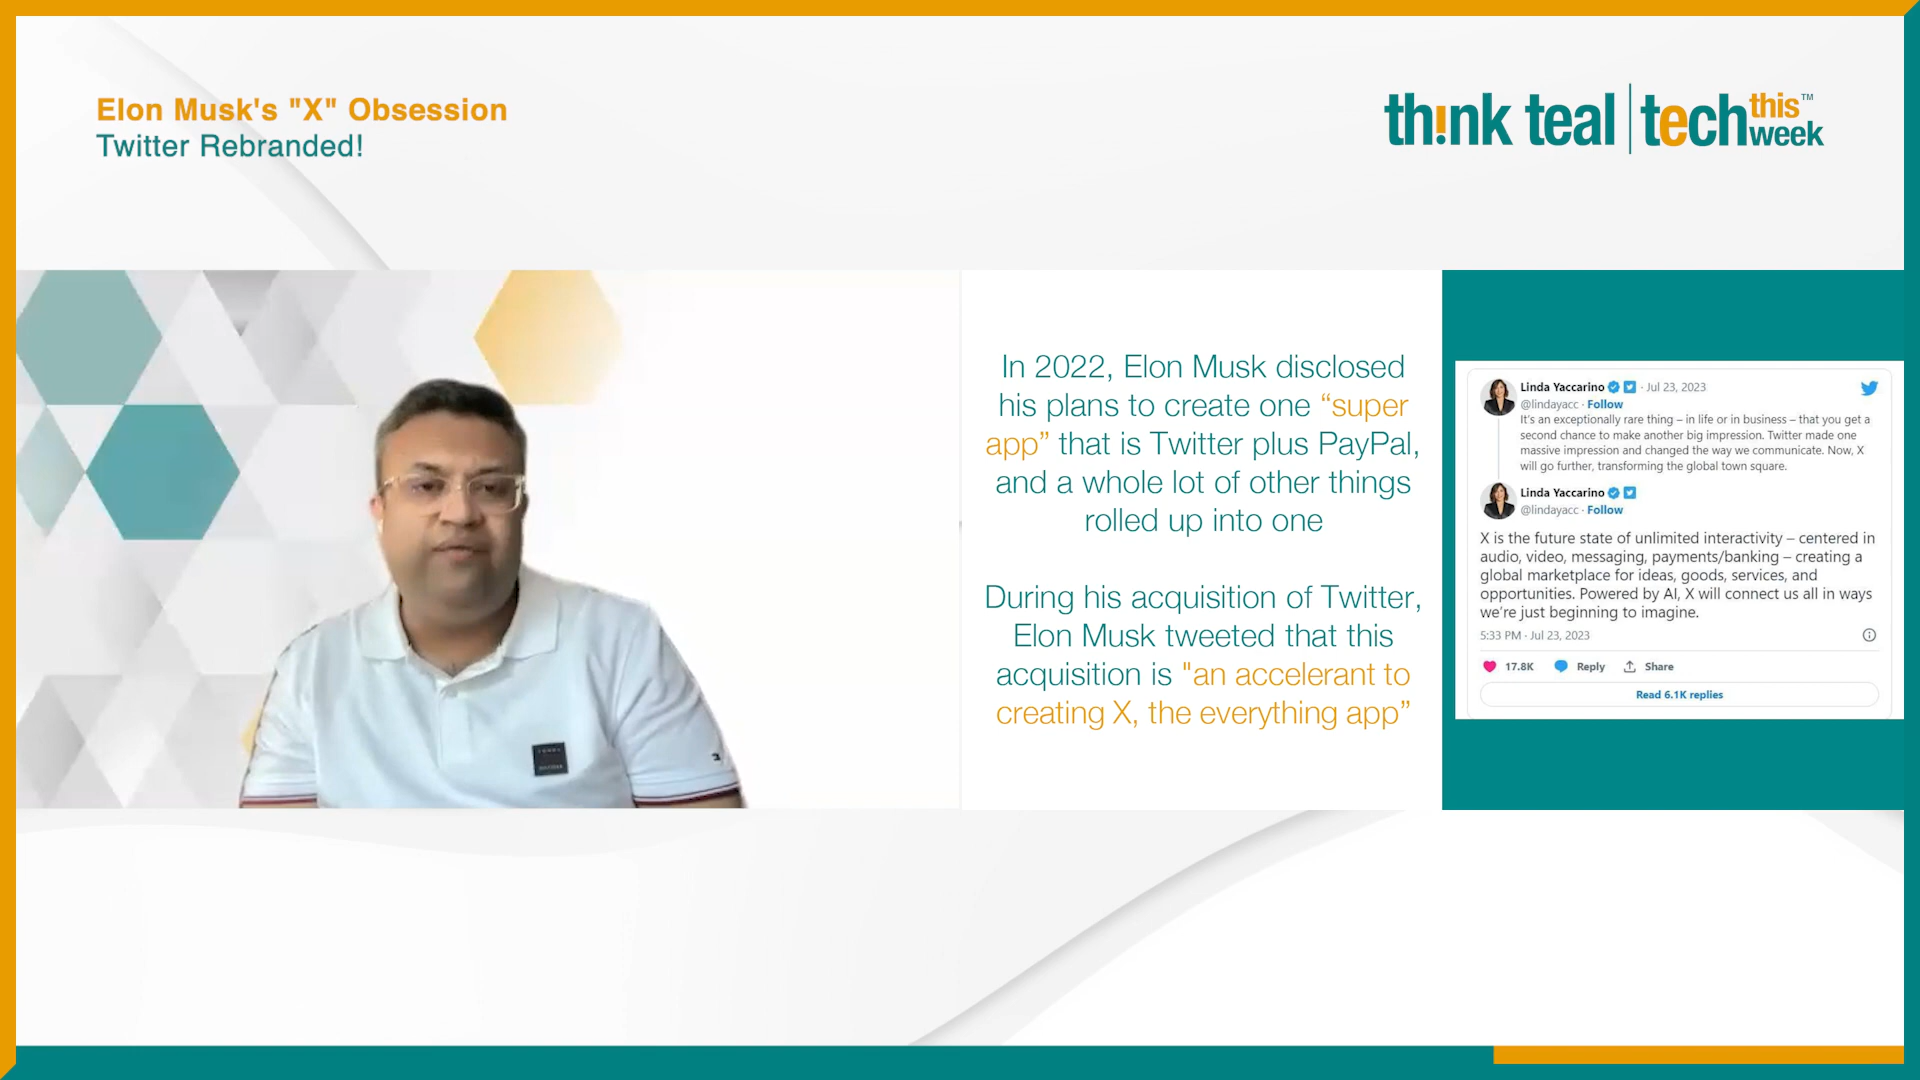 Elon Musk's "X" Obsession
Twitter Rebranded!
th!nk teal | tech this week™
In 2022, Elon Musk disclosed
his plans to create one “super
app” that is Twitter plus PayPal,
and a whole lot of other things
rolled up into one
During his acquisition of Twitter,
Elon Musk tweeted that this
acquisition is "an accelerant to
creating X, the everything app”
Linda Yaccarino · Jul 23, 2023
@lindayacc · Follow
It's an exceptionally rare thing – in life or in business – that you get a
second chance to make another big impression. Twitter made one
massive impression and changed the way we communicate. Now, X
will go further, transforming the global town square.
Linda Yaccarino
@lindayacc · Follow
X is the future state of unlimited interactivity – centered in
audio, video, messaging, payments/banking – creating a
global marketplace for ideas, goods, services, and
opportunities. Powered by AI, X will connect us all in ways
we're just beginning to imagine.
5:33 PM · Jul 23, 2023
17.8K Reply Share
Read 6.1K replies